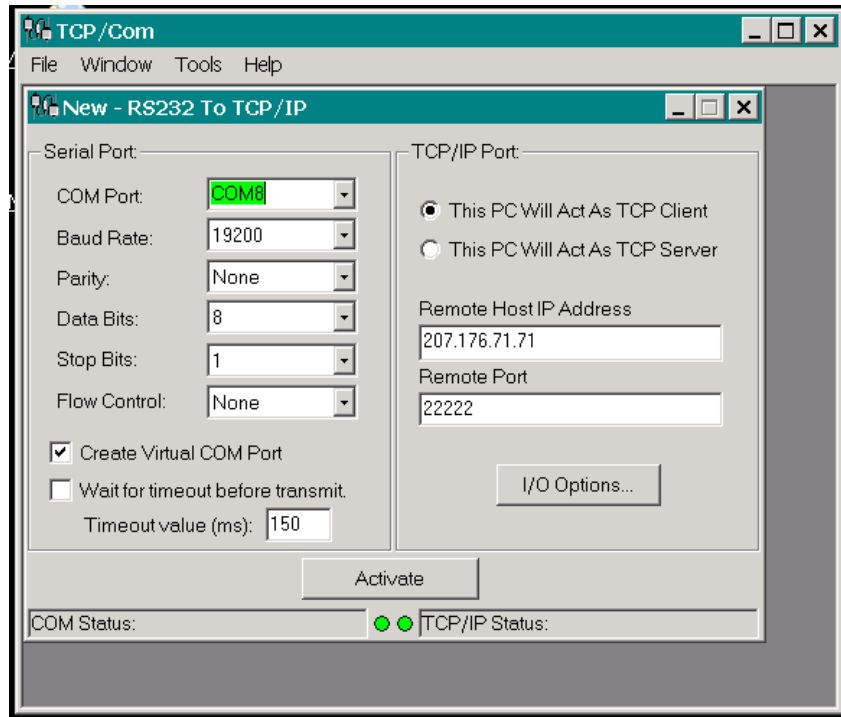 TCP/Com
File Window Tools Help
New - RS232 To TCP/IP
Serial Port:
COM Port: COM8
Baud Rate: 19200
Parity: None
Data Bits: 8
Stop Bits: 1
Flow Control: None
Create Virtual COM Port
Wait for timeout before transmit.
Timeout value (ms): 150
TCP/IP Port:
This PC Will Act As TCP Client
This PC Will Act As TCP Server
Remote Host IP Address
207.176.71.71
Remote Port
22222
I/O Options...
Activate
COM Status:
TCP/IP Status: